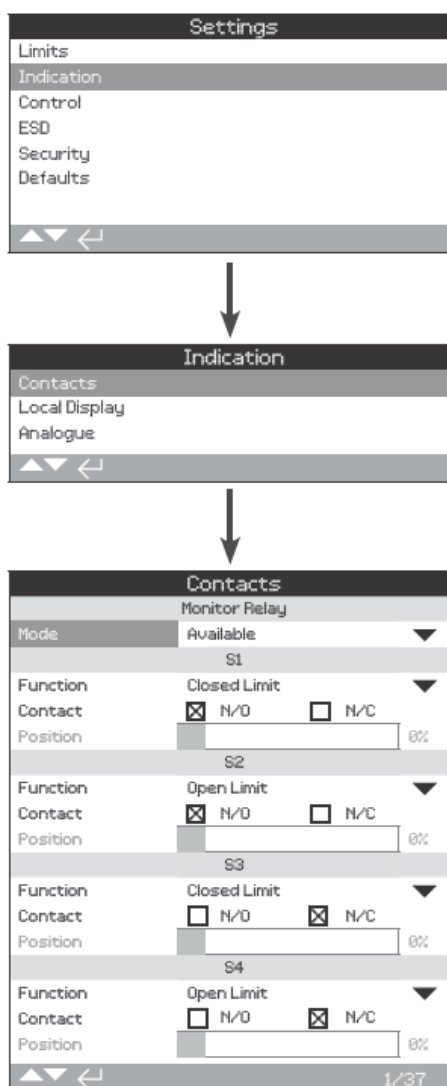 Settings
Limits
Indication
Control
ESD
Security
Defaults
Indication
Contacts
Local Display
Analogue
Contacts
Monitor Relay
Mode Available
S1
Function Closed Limit
Contact N/O N/C
Position 0%
S2
Function Open Limit
Contact N/O N/C
Position 0%
S3
Function Closed Limit
Contact N/O N/C
Position 0%
S4
Function Open Limit
Contact N/O N/C
Position 0%
1/37